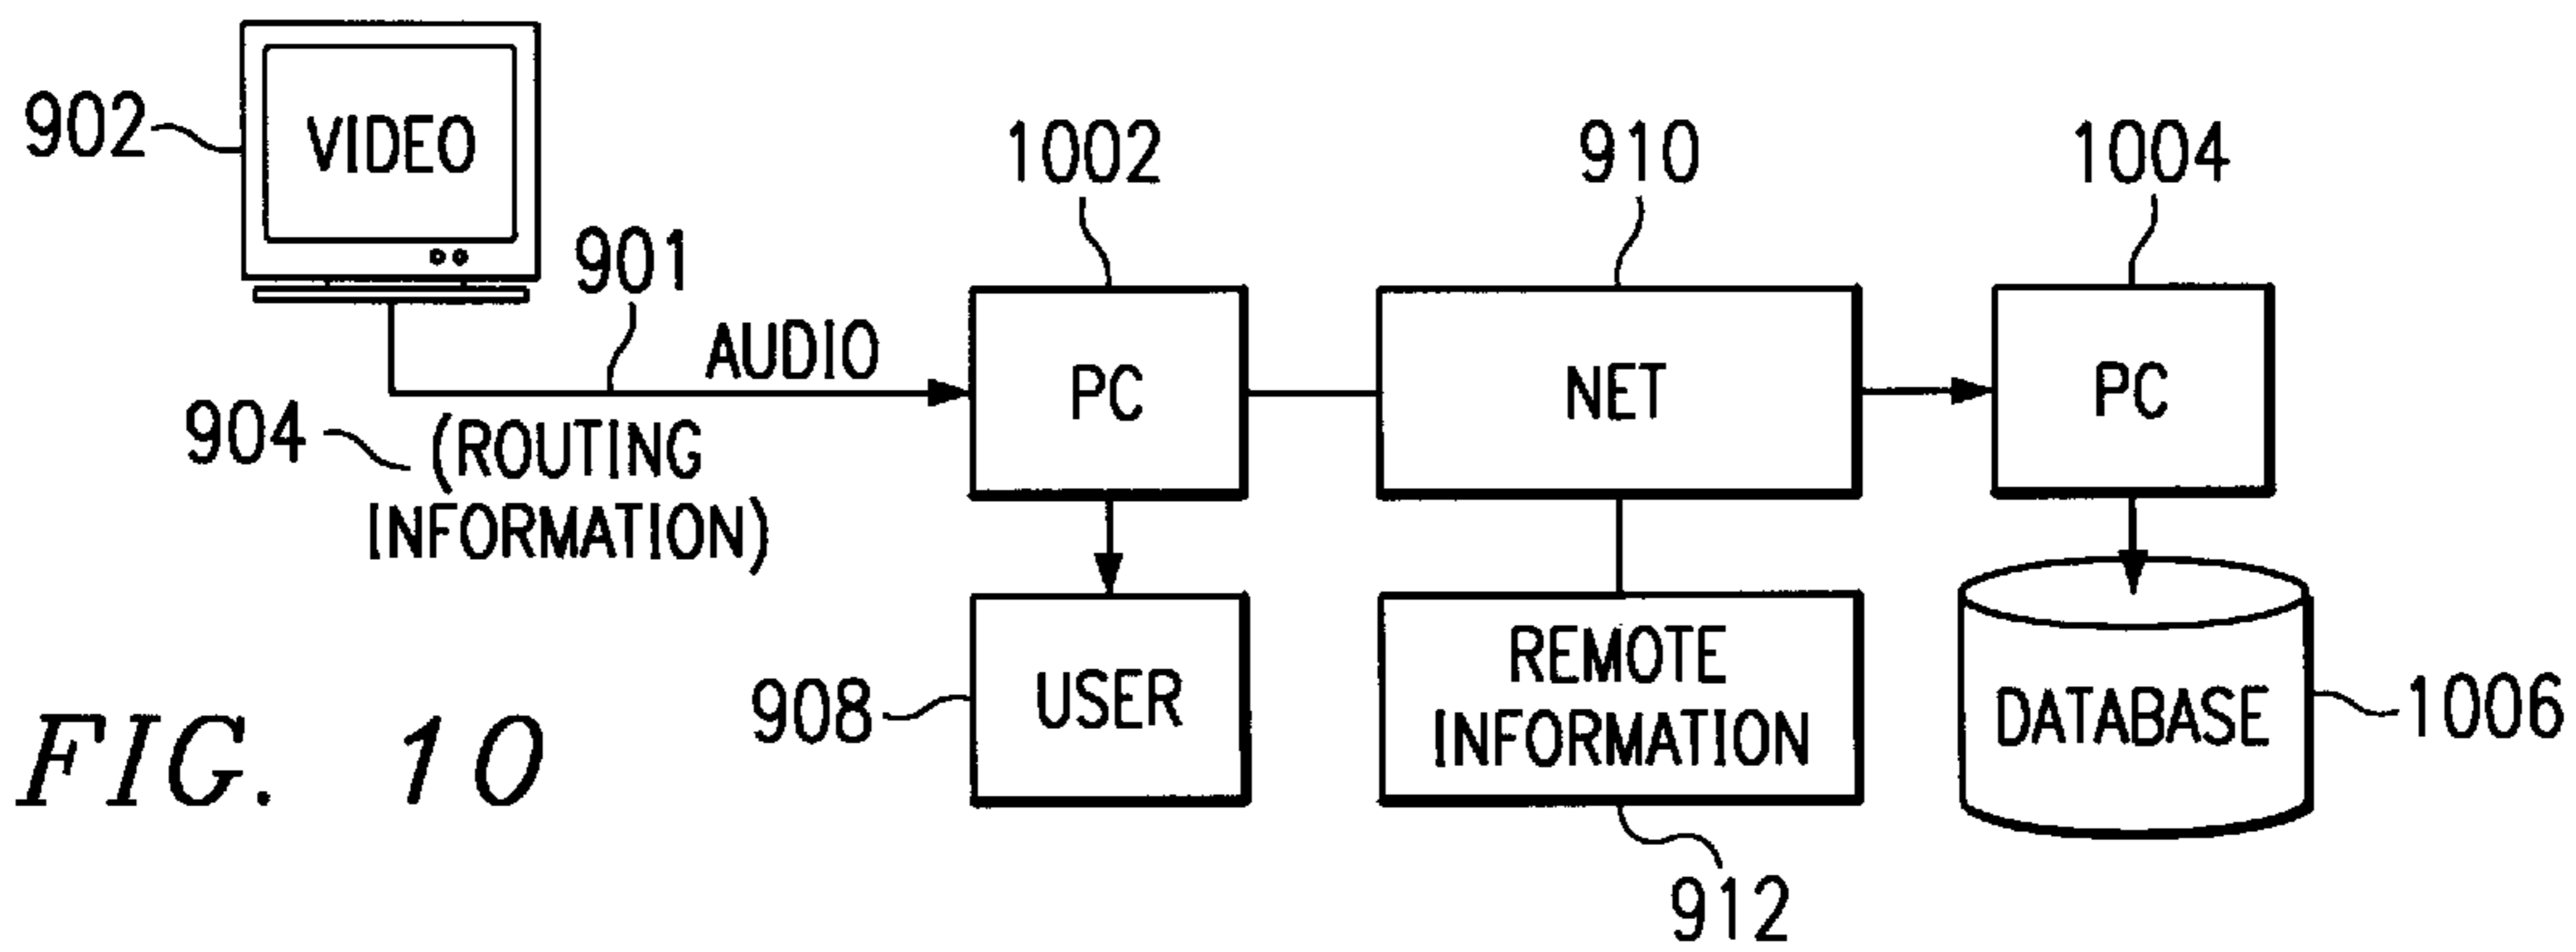 902
VIDEO
901
AUDIO
904
(ROUTING
INFORMATION)
1002
PC
910
NET
1004
PC
908
USER
REMOTE
INFORMATION
912
DATABASE
1006
FIG. 10